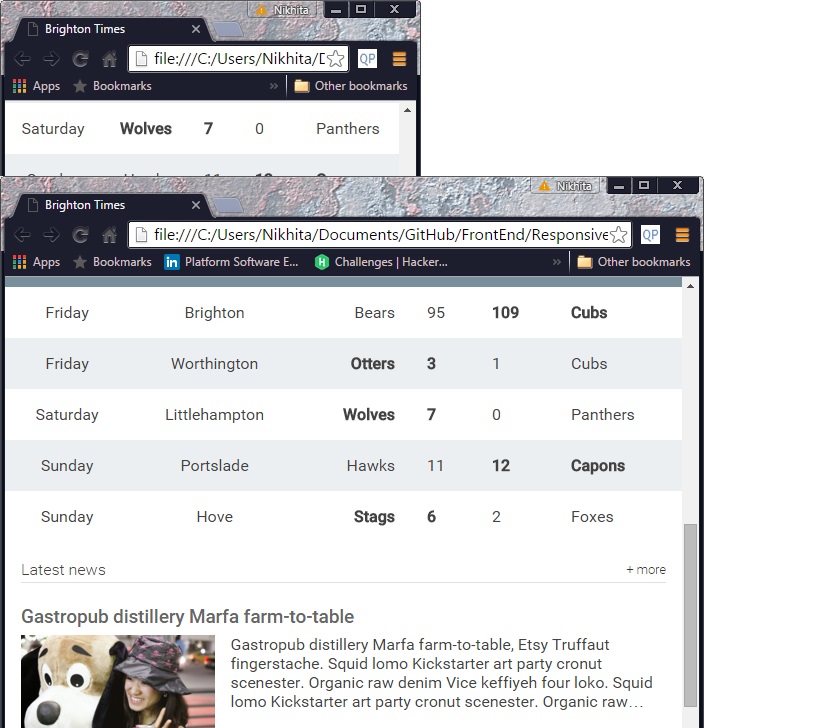 Nikhita
Brighton Times
file:///C:/Users/Nikhita/D
QP
Apps Bookmarks » Other bookmarks
Saturday Wolves 7 0 Panthers
Nikhita
Brighton Times
file:///C:/Users/Nikhita/Documents/GitHub/FrontEnd/Responsive
QP
Apps Bookmarks in Platform Software E... H Challenges | Hacker... » Other bookmarks
Friday Brighton Bears 95 109 Cubs
Friday Worthington Otters 3 1 Cubs
Saturday Littlehampton Wolves 7 0 Panthers
Sunday Portslade Hawks 11 12 Capons
Sunday Hove Stags 6 2 Foxes
Latest news + more
Gastropub distillery Marfa farm-to-table
Gastropub distillery Marfa farm-to-table, Etsy Truffaut
fingerstache. Squid lomo Kickstarter art party cronut
scenester. Organic raw denim Vice keffiyeh four loko. Squid
lomo Kickstarter art party cronut scenester. Organic raw…